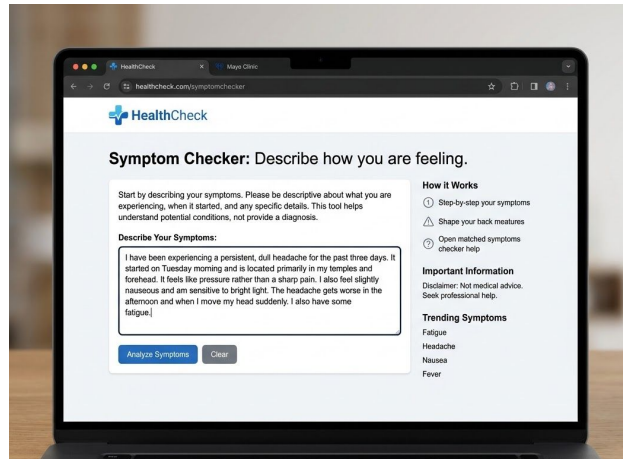 HealthCheck
Mayo Clinic
healthcheck.com/symptomchecker
HealthCheck
Symptom Checker: Describe how you are feeling.
Start by describing your symptoms. Please be descriptive about what you are
experiencing, when it started, and any specific details. This tool helps
understand potential conditions, not provide a diagnosis.
Describe Your Symptoms:
I have been experiencing a persistent, dull headache for the past three days. It
started on Tuesday morning and is located primarily in my temples and
forehead. It feels like pressure rather than a sharp pain. I also feel slightly
nauseous and am sensitive to bright light. The headache gets worse in the
afternoon and when I move my head suddenly. I also have some
fatigue.
Analyze Symptoms
Clear
How it Works
1 Step-by-step your symptoms
Shape your back meatures
? Open matched symptoms
checker help
Important Information
Disclaimer: Not medical advice.
Seek professional help.
Trending Symptoms
Fatigue
Headache
Nausea
Fever